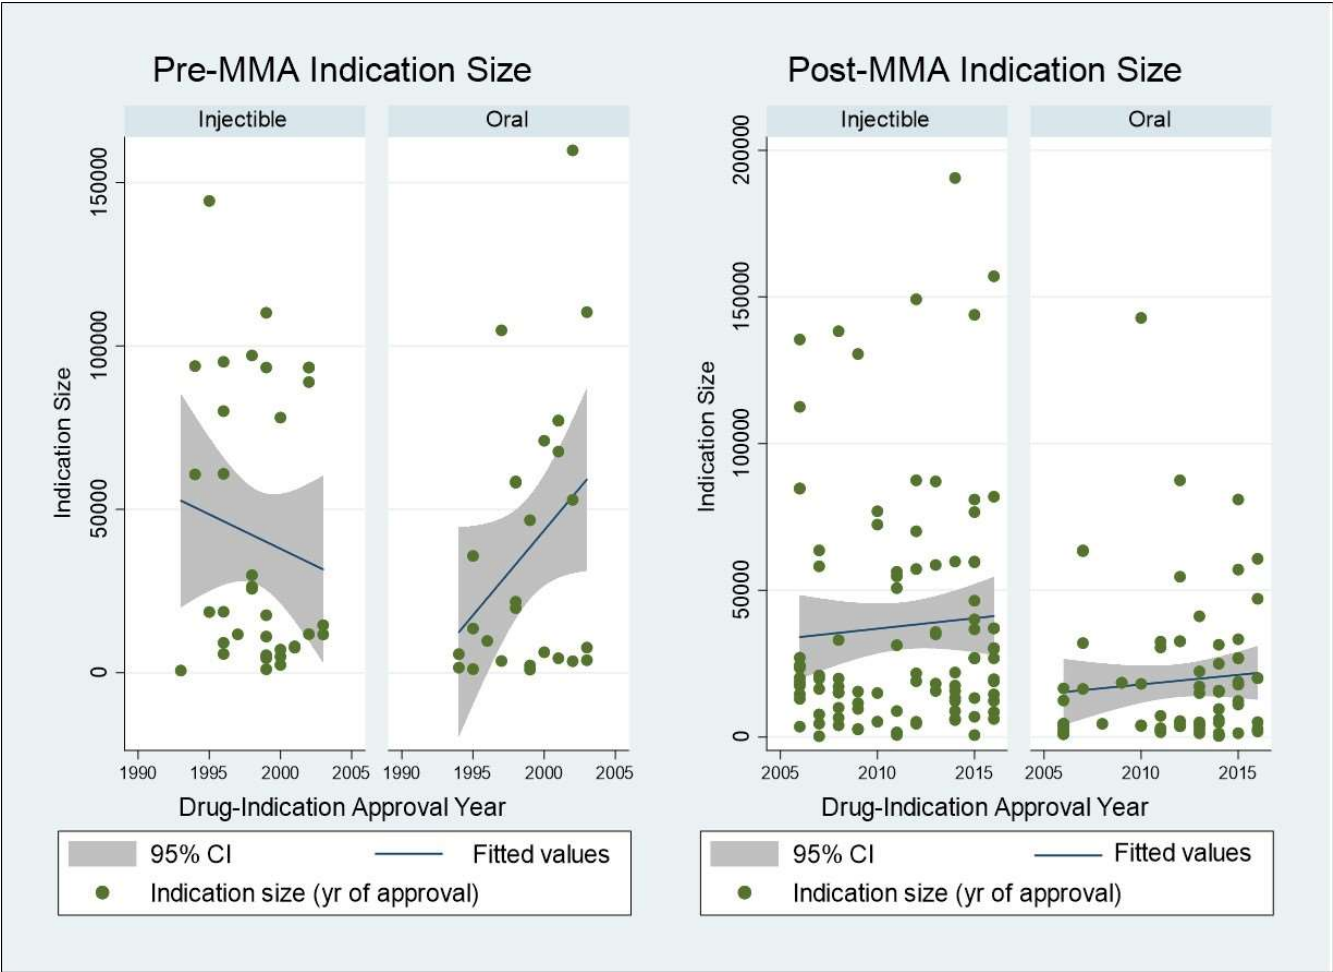 Pre-MMA Indication Size
Injectible Oral
Indication Size
150000
100000
50000
0
1990 1995 2000 2005 1990 1995 2000 2005
Drug-Indication Approval Year
95% CI Fitted values
Indication size (yr of approval)
Post-MMA Indication Size
Injectible Oral
Indication Size
200000
150000
100000
50000
0
2005 2010 2015 2005 2010 2015
Drug-Indication Approval Year
95% CI Fitted values
Indication size (yr of approval)